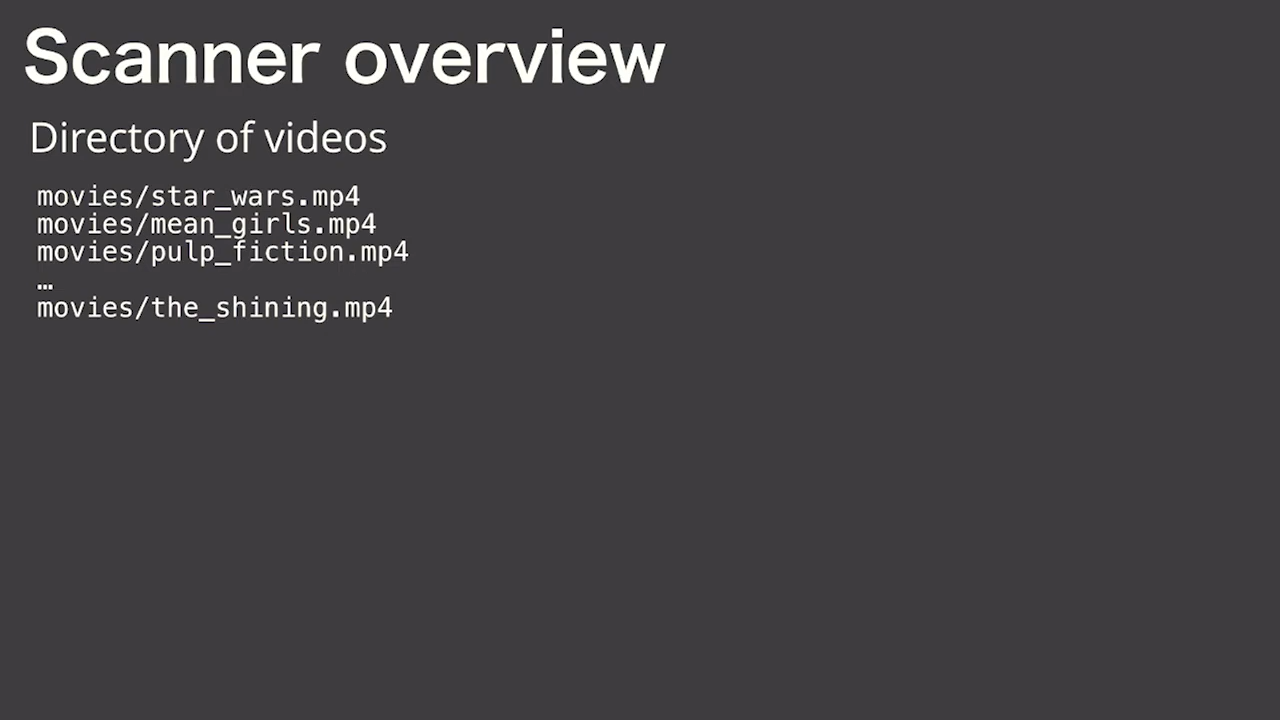 Scanner overview
Directory of videos
movies/star_wars.mp4
movies/mean_girls.mp4
movies/pulp_fiction.mp4
…
movies/the_shining.mp4